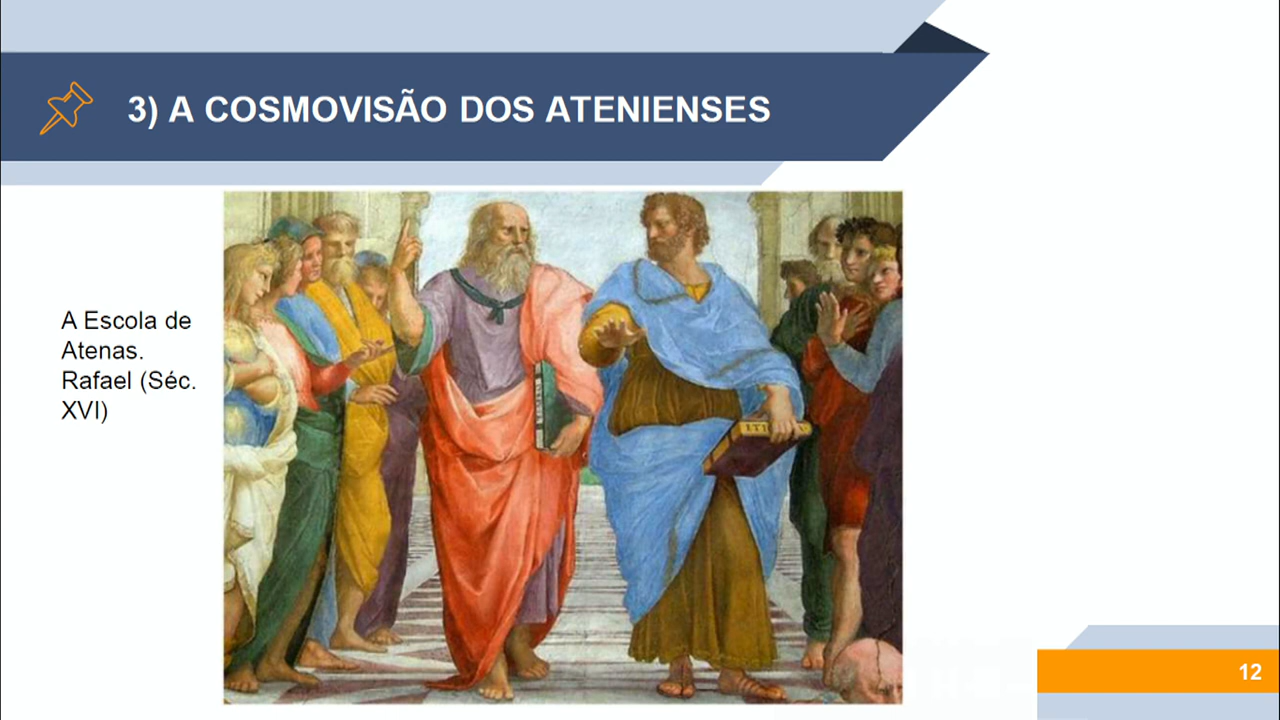 3) A COSMOVISÃO DOS ATENIENSES
A Escola de
Atenas.
Rafael (Séc.
XVI)
12